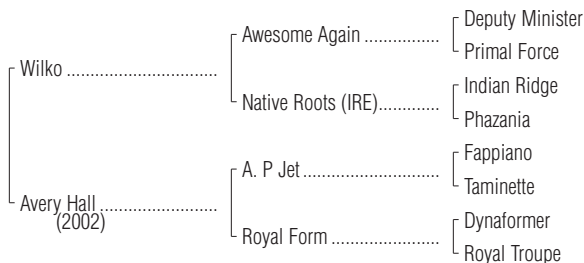 Deputy Minister
Awesome Again ..................
Primal Force
Wilko ....................................
Indian Ridge
Native Roots (IRE)..............
Phazania
Fappiano
A. P Jet ................................
Taminette
Avery Hall ............................
(2002)
Dynaformer
Royal Form .........................
Royal Troupe